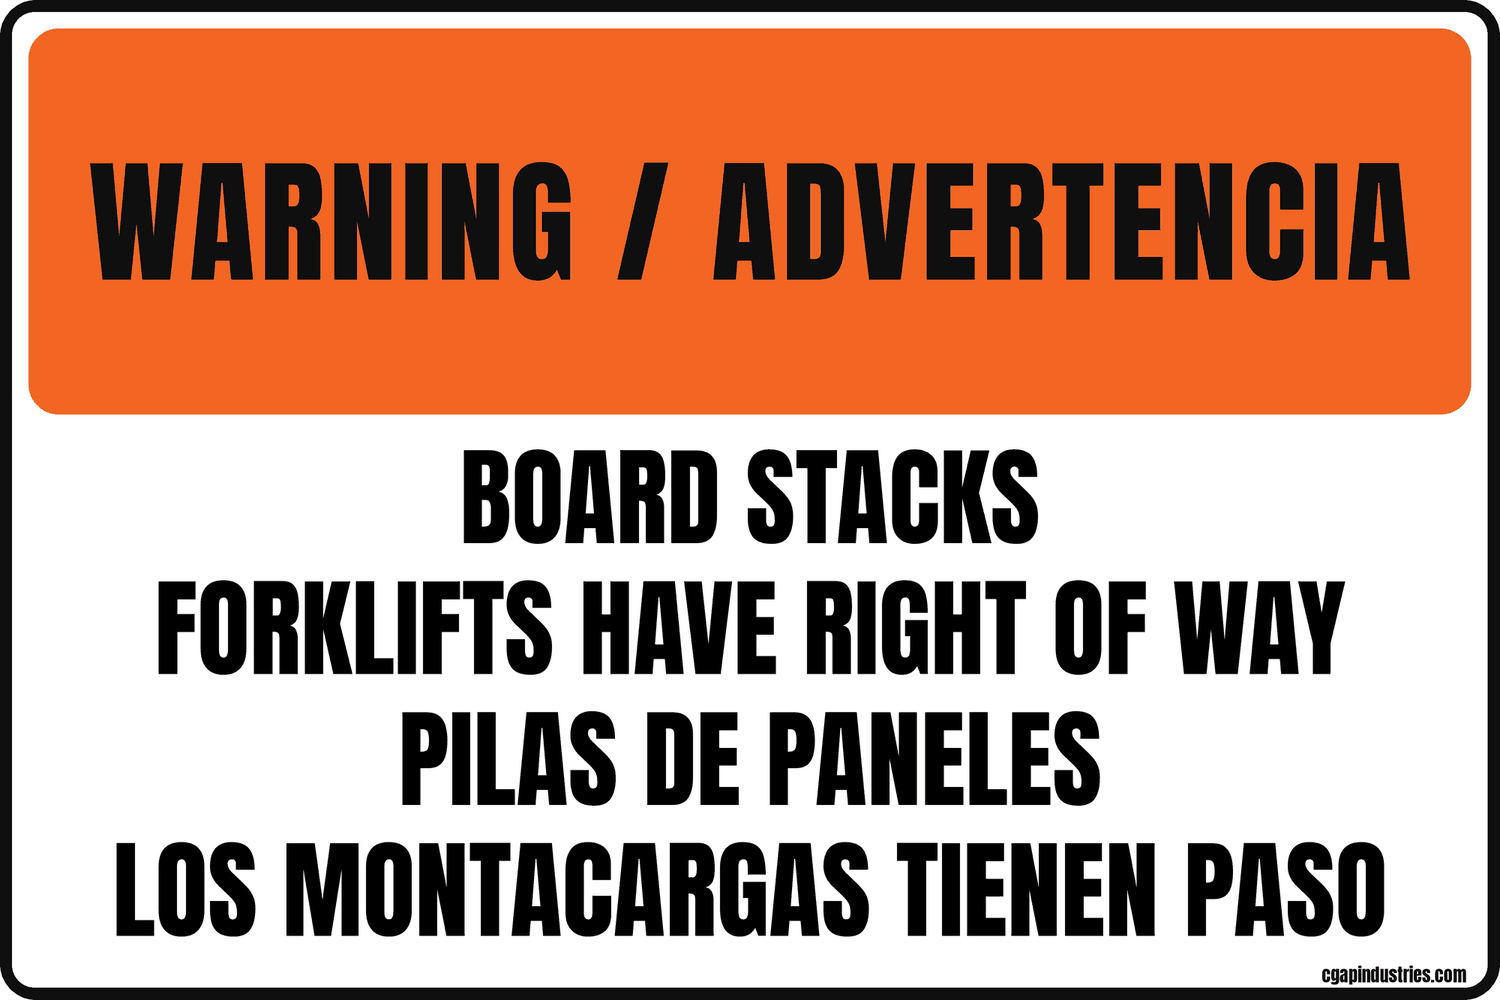 WARNING / ADVERTENCIA
BOARD STACKS
FORKLIFTS HAVE RIGHT OF WAY
PILAS DE PANELES
LOS MONTACARGAS TIENEN PASO
cgapindustries.com